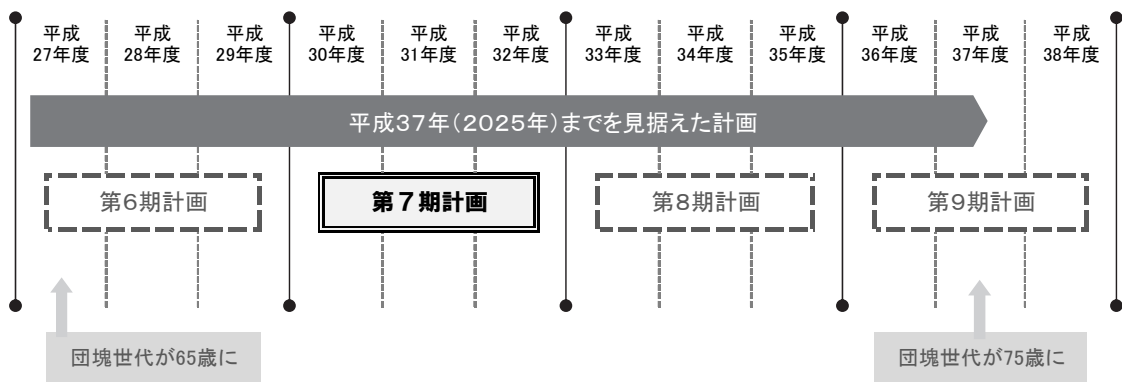 平成
27年度
平成
28年度
平成
29年度
平成
30年度
平成
31年度
平成
32年度
平成
33年度
平成
34年度
平成
35年度
平成
36年度
平成
37年度
平成
38年度
平成37年(2025年)までを見据えた計画
第6期計画
第7期計画
第8期計画
第9期計画
団塊世代が65歳に
団塊世代が75歳に